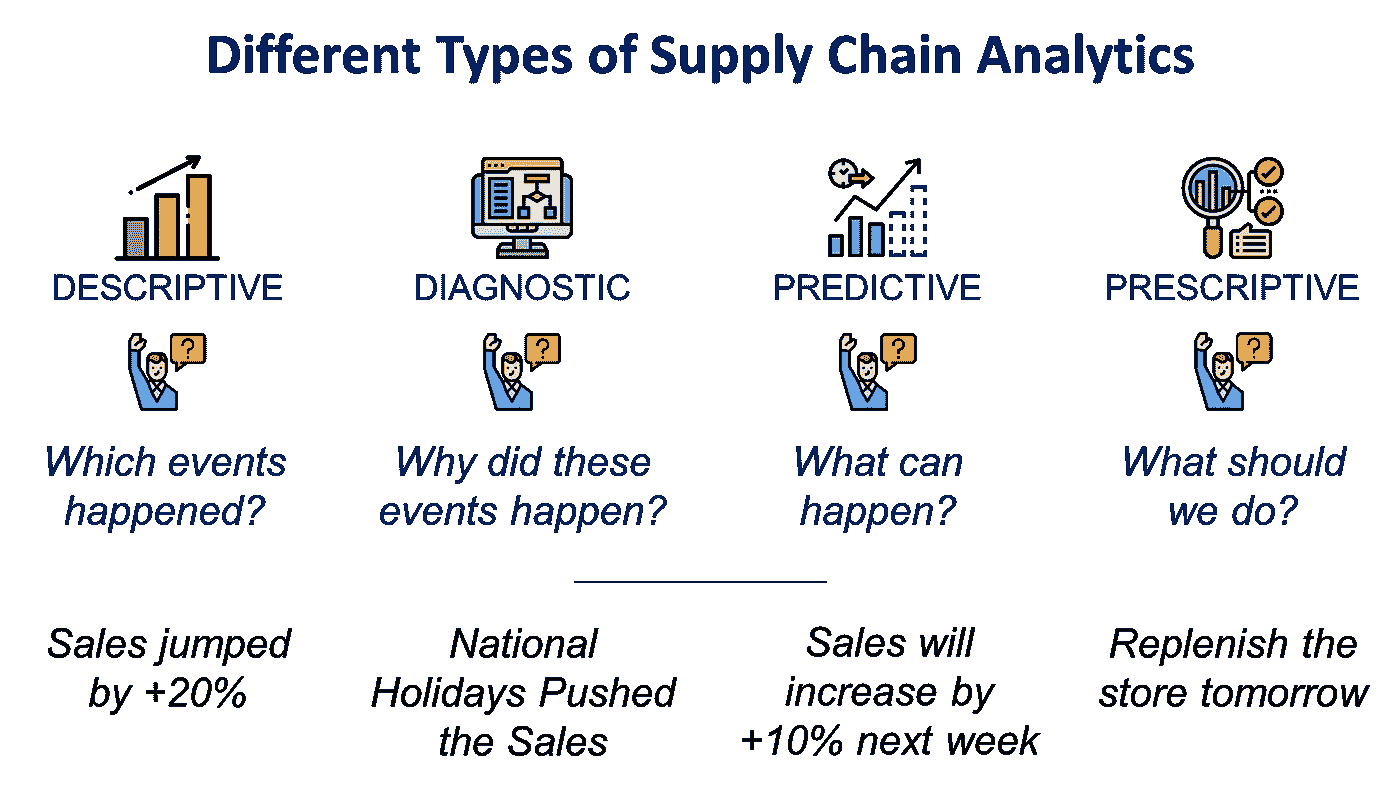 Different Types of Supply Chain Analytics
DESCRIPTIVE
?
Which events
happened?
Sales jumped
by +20%
DIAGNOSTIC
?
Why did these
events happen?
National
Holidays Pushed
the Sales
PREDICTIVE
?
What can
happen?
Sales will
increase by
+10% next week
PRESCRIPTIVE
?
What should
we do?
Replenish the
store tomorrow